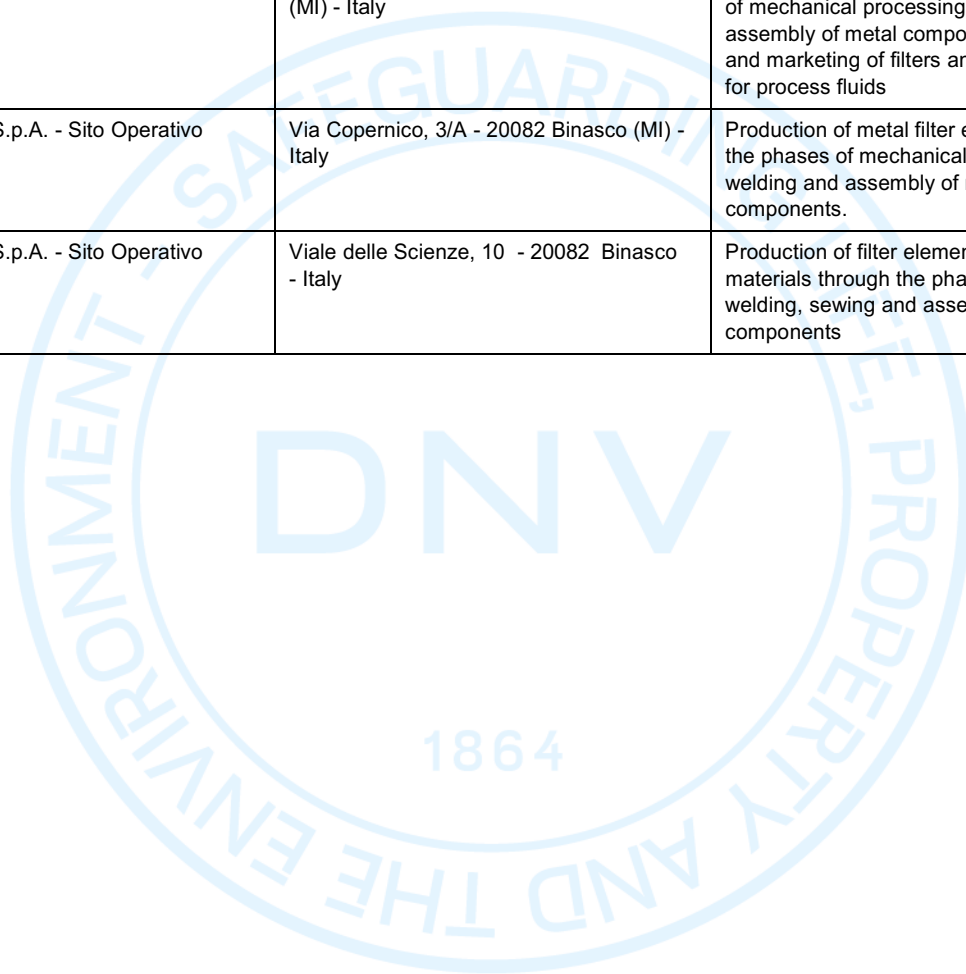 (MI) - Italy
of mechanical processing
assembly of metal compo
and marketing of filters an
for process fluids
S.p.A. - Sito Operativo
Via Copernico, 3/A - 20082 Binasco (MI) -
Italy
Production of metal filter e
the phases of mechanical
welding and assembly of
components.
S.p.A. - Sito Operativo
Viale delle Scienze, 10 - 20082 Binasco
- Italy
Production of filter elemen
materials through the pha
welding, sewing and asse
components
SAFEGUARDING LIFE, PROPERTY AND THE ENVIRONMENT -
DNV
1864